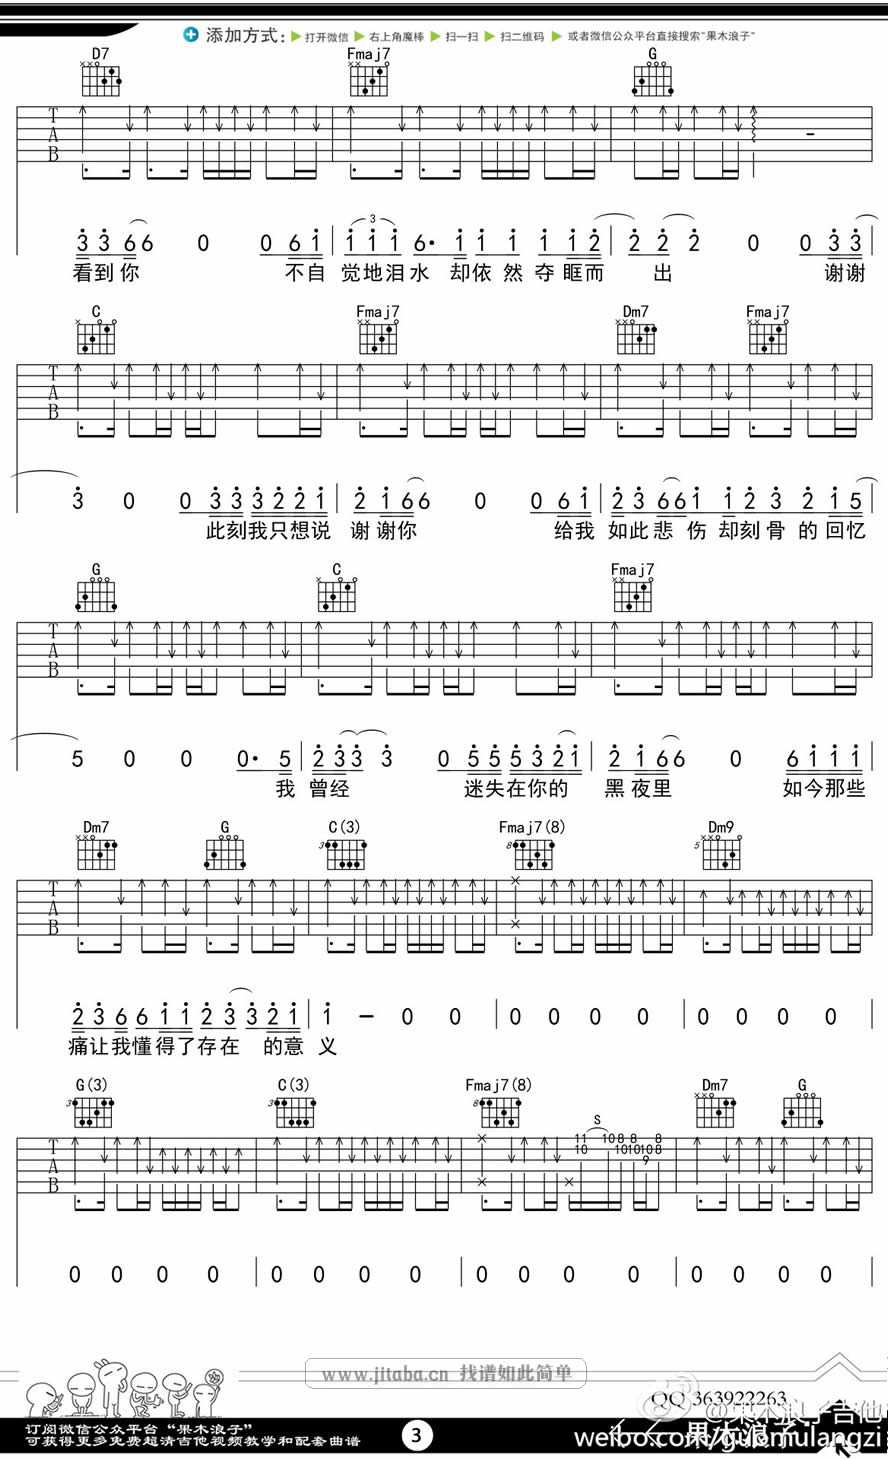 添加方式： 打开微信 右上角魔棒 扫一扫 扫二维码 或者微信公众平台直接搜索"果木浪子"
D7 Fmaj7 G
T
A
B
3 3 6 6 0 0 6 1 1 1 1 6· 1 1 1 1 1 2 2 2 2 0 0 3 3
3
看到你 不自 觉地泪水 却依然夺眶而 出 谢谢
C Fmaj7 Dm7 Fmaj7
T
A
B
3 0 0 3 3 3 2 2 1 2 1 6 6 0 0 6 1 2 3 6 6 1 1 2 3 2 1 5
此刻我只想说 谢谢你 给我 如此悲伤 却刻骨的回忆
G C Fmaj7
T
A
B
5 0 0 0· 5 2 3 3 3 0 5 5 5 3 2 1 2 1 6 6 0 6 1 1 1
我 曾经 迷失在你的 黑夜里 如今那些
Dm7 G C(3) Fmaj7(8) Dm9
3 8 5
T
A
B
2 3 6 6 1 1 2 3 3 2 1 1 – 0 0 0 0 0 0 0 0 0 0
痛让我懂得了存在 的意 义
G(3) C(3) Fmaj7(8) Dm7 G
3 3 8
S
T
A
B
11 10 8 8 8
10 10 10 10 8
9
0 0 0 0 0 0 0 0 0 0 0 0 0 0 0 0
www.jitaba.cn 找谱如此简单
QQ 363922263
订阅微信公众平台"果木浪子"
可获得更多免费超清吉他视频教学和配套曲谱
3
果木浪子
@果木浪子吉他
weibo.com/guomulangzi